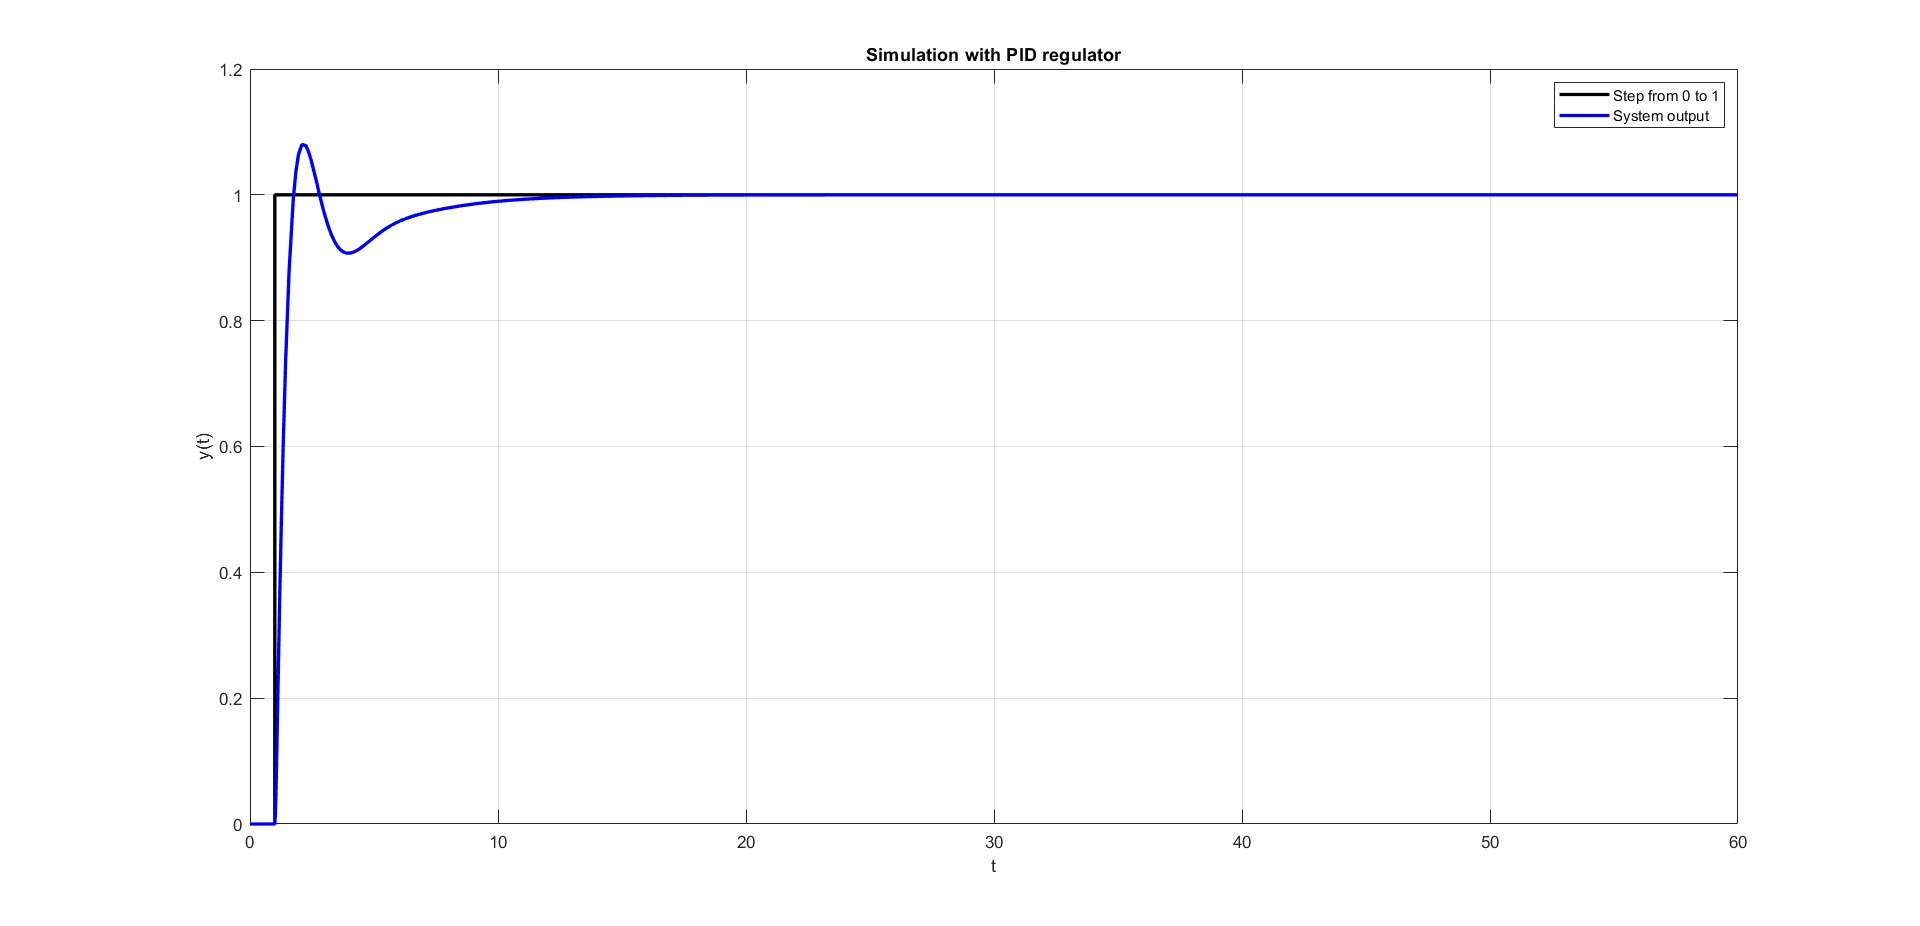 Simulation with PID regulator
1.2
1
0.8
0.6
0.4
0.2
0
y(t)
Step from 0 to 1
System output
0 10 20 30 40 50 60
t